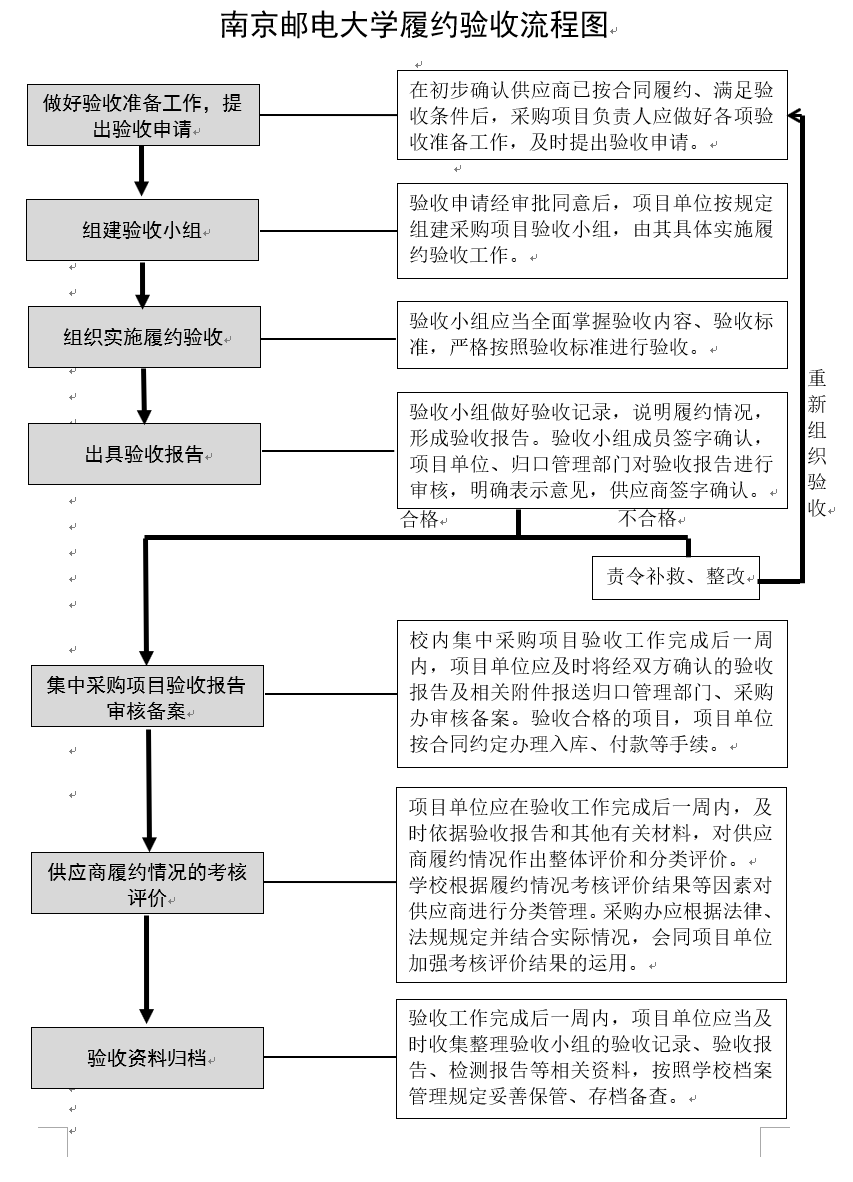 南京邮电大学履约验收流程图
做好验收准备工作，提
出验收申请
在初步确认供应商已按合同履约、满足验
收条件后，采购项目负责人应做好各项验
收准备工作，及时提出验收申请。
组建验收小组
验收申请经审批同意后，项目单位按规定
组建采购项目验收小组，由其具体实施履
约验收工作。
组织实施履约验收
验收小组应当全面掌握验收内容、验收标
准，严格按照验收标准进行验收。
出具验收报告
验收小组做好验收记录，说明履约情况，
形成验收报告。验收小组成员签字确认，
项目单位、归口管理部门对验收报告进行
审核，明确表示意见，供应商签字确认。
重
新
组
织
验
收
合格
不合格
责令补救、整改
集中采购项目验收报告
审核备案
校内集中采购项目验收工作完成后一周
内，项目单位应及时将经双方确认的验收
报告及相关附件报送归口管理部门、采购
办审核备案。验收合格的项目，项目单位
按合同约定办理入库、付款等手续。
供应商履约情况的考核
评价
项目单位应在验收工作完成后一周内，及
时依据验收报告和其他有关材料，对供应
商履约情况作出整体评价和分类评价。
学校根据履约情况考核评价结果等因素对
供应商进行分类管理。采购办应根据法律、
法规规定并结合实际情况，会同项目单位
加强考核评价结果的运用。
验收资料归档
验收工作完成后一周内，项目单位应当及
时收集整理验收小组的验收记录、验收报
告、检测报告等相关资料，按照学校档案
管理规定妥善保管、存档备查。